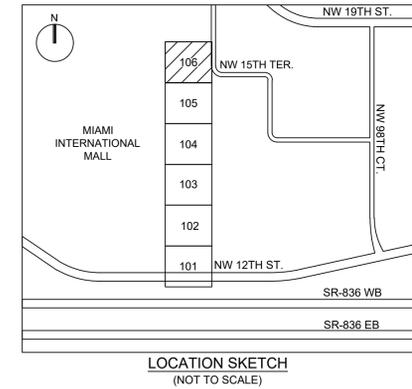 N
NW 19TH ST.
106
NW 15TH TER.
105
MIAMI
INTERNATIONAL
MALL
104
NW 98TH CT.
103
102
101
NW 12TH ST.
SR-836 WB
SR-836 EB
LOCATION SKETCH
(NOT TO SCALE)